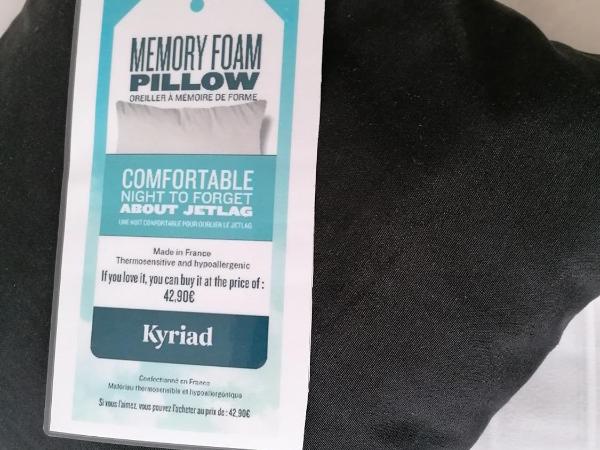 MEMORY FOAM
PILLOW
OREILLER À MÉMOIRE DE FORME
COMFORTABLE
NIGHT TO FORGET
ABOUT JETLAG
UNE NUIT CONFORTABLE POUR OUBLIER LE JETLAG
Made in France
Thermosensitive and hypoallergenic
If you love it, you can buy it at the price of :
42,90€
Kyriad
Confectionné en France
Matériau thermosensible et hypoallergénique
Si vous l'aimez, vous pouvez l'acheter au prix de : 42,90€